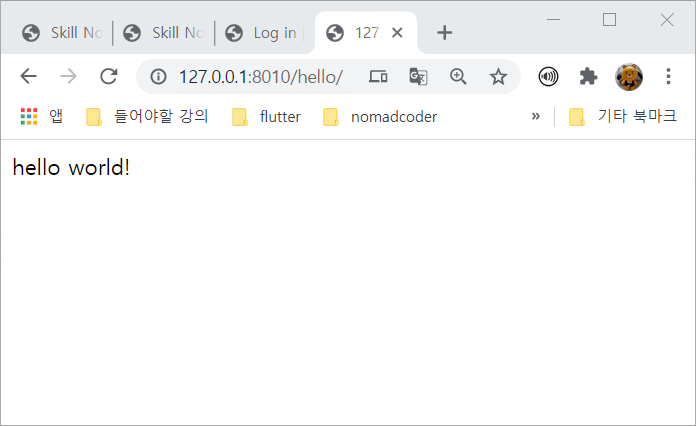 Skill No
Skill No
Log in
127.
127.0.0.1:8010/hello/
앱
들어야할 강의
flutter
nomadcoder
»
기타 북마크
hello world!